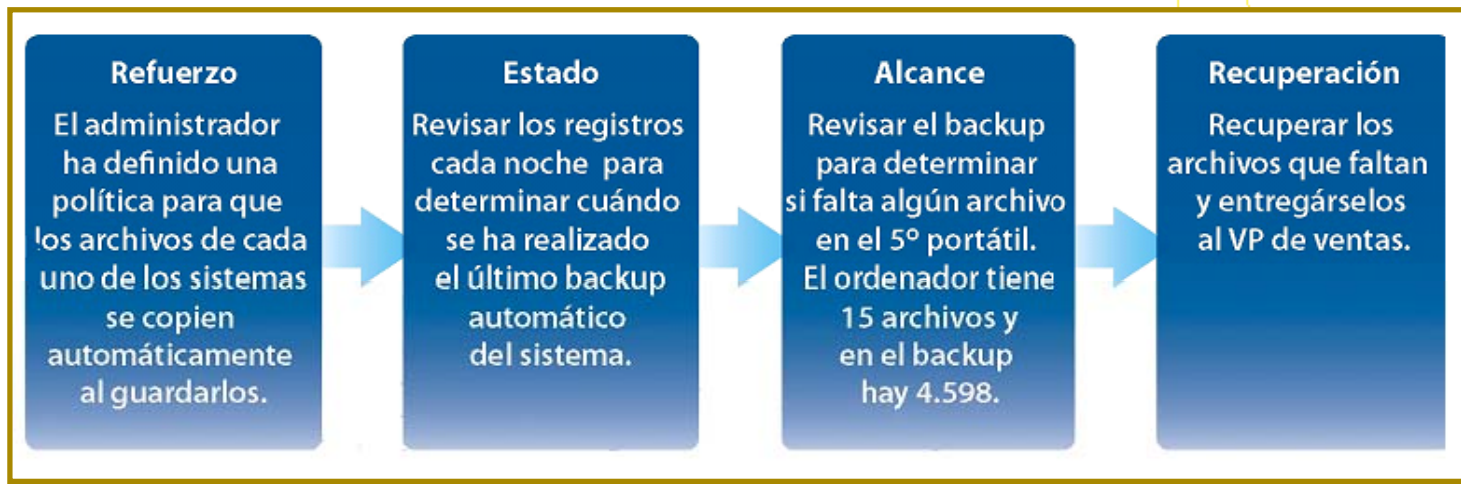 Refuerzo
El administrador
ha definido una
política para que
los archivos de cada
uno de los sistemas
se copien
automáticamente
al guardarlos.
Estado
Revisar los registros
cada noche para
determinar cuándo
se ha realizado
el último backup
automático
del sistema.
Alcance
Revisar el backup
para determinar
si falta algún archivo
en el 5º portátil.
El ordenador tiene
15 archivos y
en el backup
hay 4.598.
Recuperación
Recuperar los
archivos que faltan
y entregárselos
al VP de ventas.